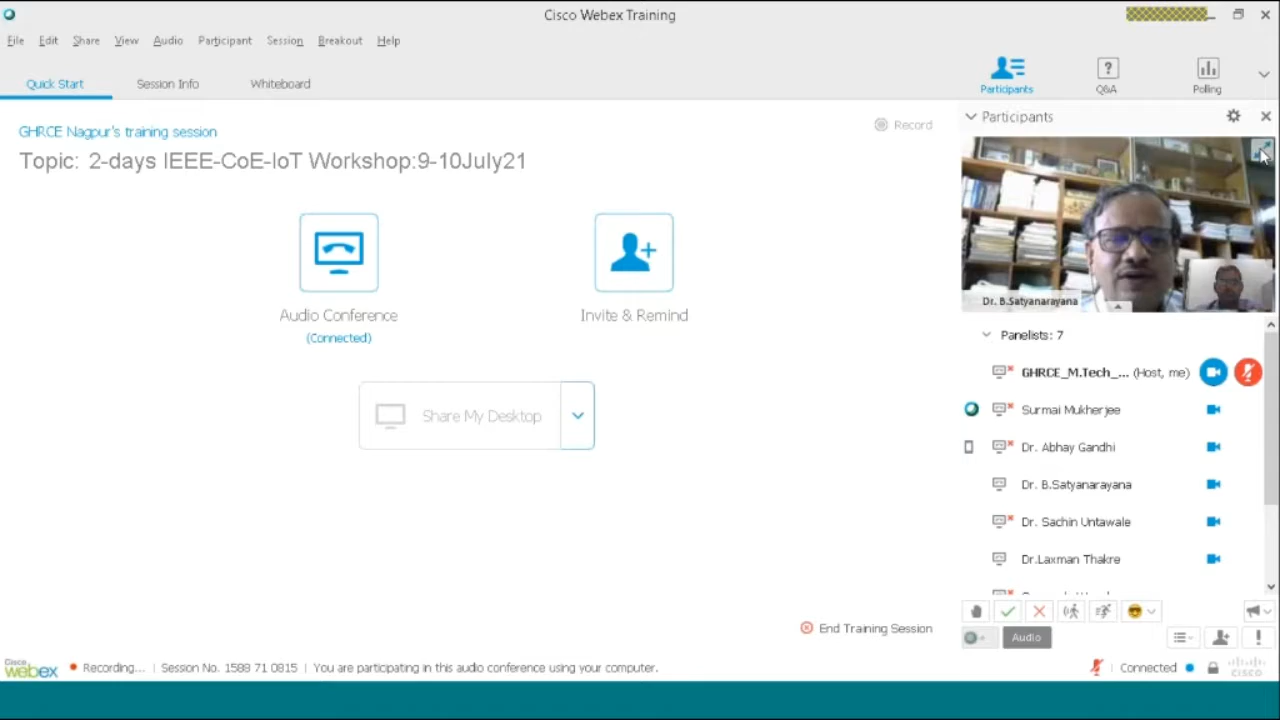 Cisco Webex Training
File Edit Share View Audio Participant Session Breakout Help
Quick Start Session Info Whiteboard
Participants Q&A Polling
Participants
GHRCE Nagpur's training session
Record
Topic: 2-days IEEE-CoE-IoT Workshop:9-10July21
Audio Conference
(Connected)
Invite & Remind
Share My Desktop
Dr. B.Satyanarayana
Panelists: 7
GHRCE_M.Tech_... (Host, me)
Surmai Mukherjee
Dr. Abhay Gandhi
Dr. B.Satyanarayana
Dr. Sachin Untawale
Dr.Laxman Thakre
End Training Session
Audio
Cisco webex
Recording... | Session No. 1588 71 0815 | You are participating in this audio conference using your computer.
Connected
cisco